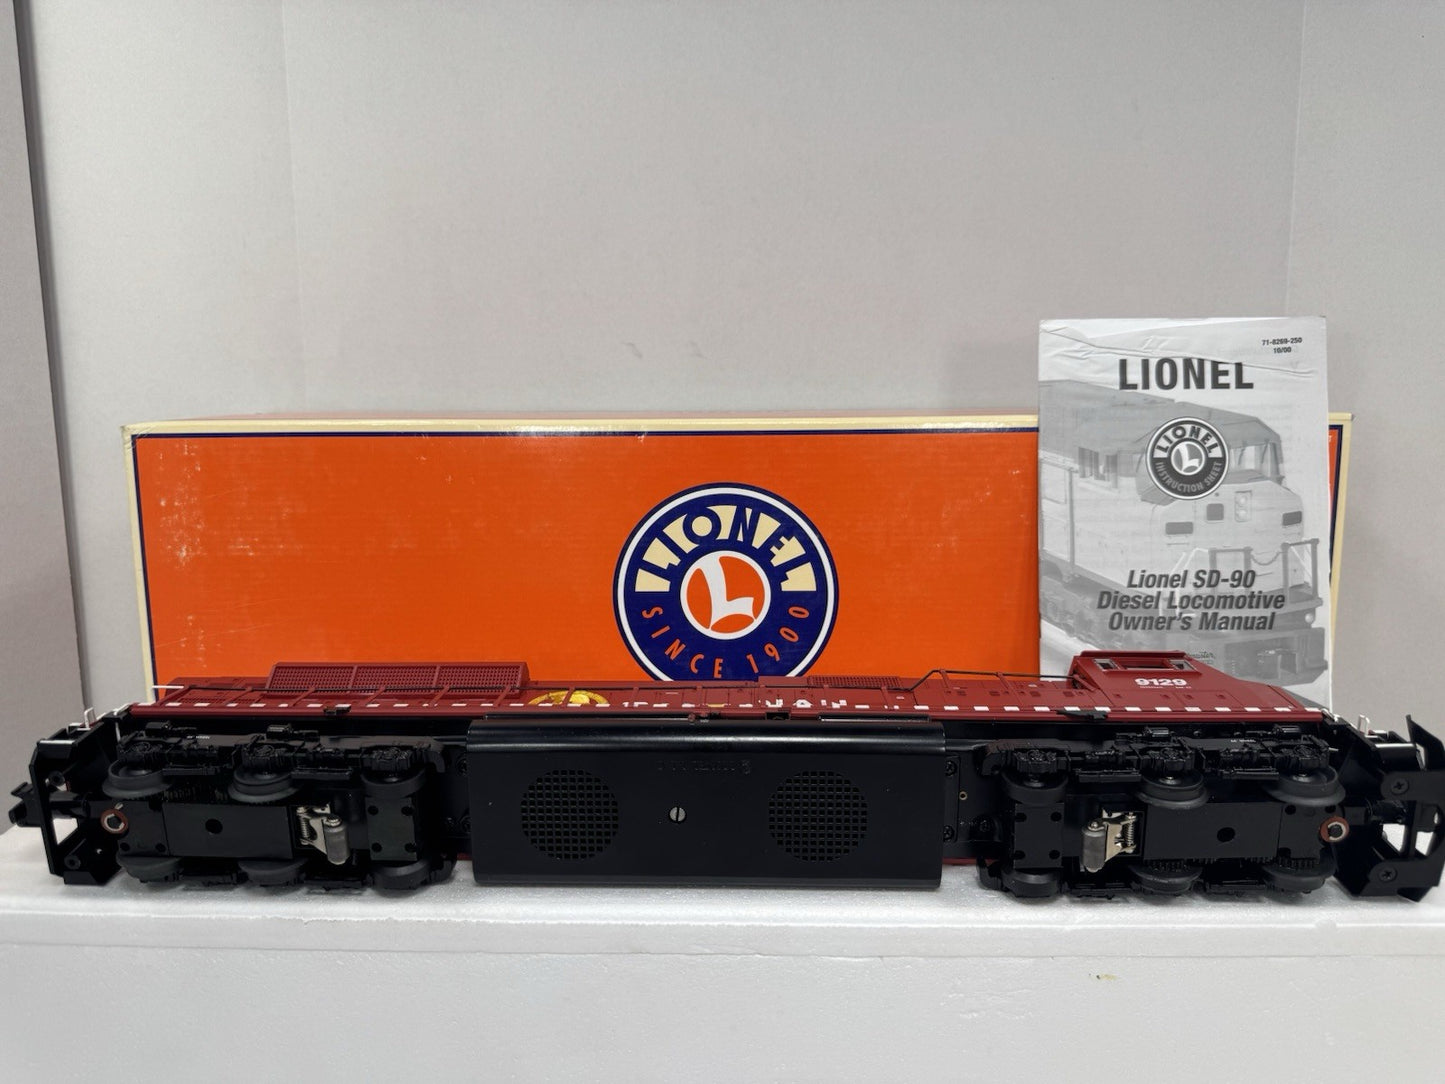 71-8269-250
10/00
LIONEL
LIONEL
INSTRUCTION SHEET
Lionel SD-90
Diesel Locomotive
Owner's Manual
LIONEL
SINCE 1900
9129